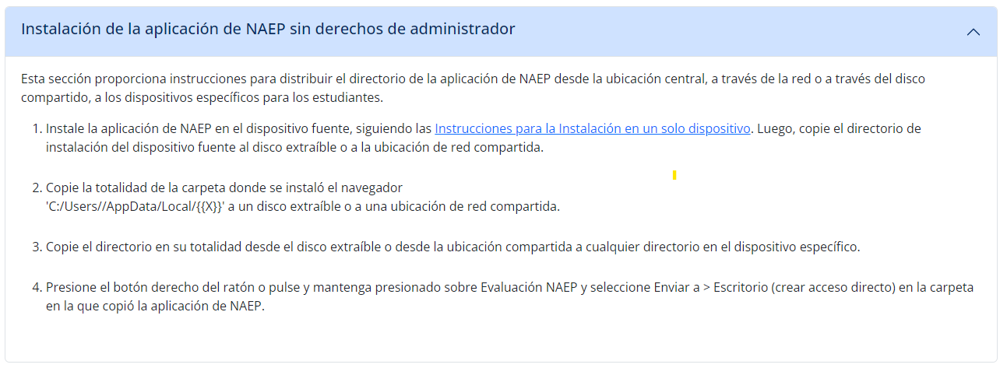 Instalación de la aplicación de NAEP sin derechos de administrador
Esta sección proporciona instrucciones para distribuir el directorio de la aplicación de NAEP desde la ubicación central, a través de la red o a través del disco
compartido, a los dispositivos específicos para los estudiantes.
1. Instale la aplicación de NAEP en el dispositivo fuente, siguiendo las Instrucciones para la Instalación en un solo dispositivo. Luego, copie el directorio de
instalación del dispositivo fuente al disco extraíble o a la ubicación de red compartida.
2. Copie la totalidad de la carpeta donde se instaló el navegador
'C:/Users//AppData/Local/{{X}}' a un disco extraíble o a una ubicación de red compartida.
3. Copie el directorio en su totalidad desde el disco extraíble o desde la ubicación compartida a cualquier directorio en el dispositivo específico.
4. Presione el botón derecho del ratón o pulse y mantenga presionado sobre Evaluación NAEP y seleccione Enviar a > Escritorio (crear acceso directo) en la carpeta
en la que copió la aplicación de NAEP.